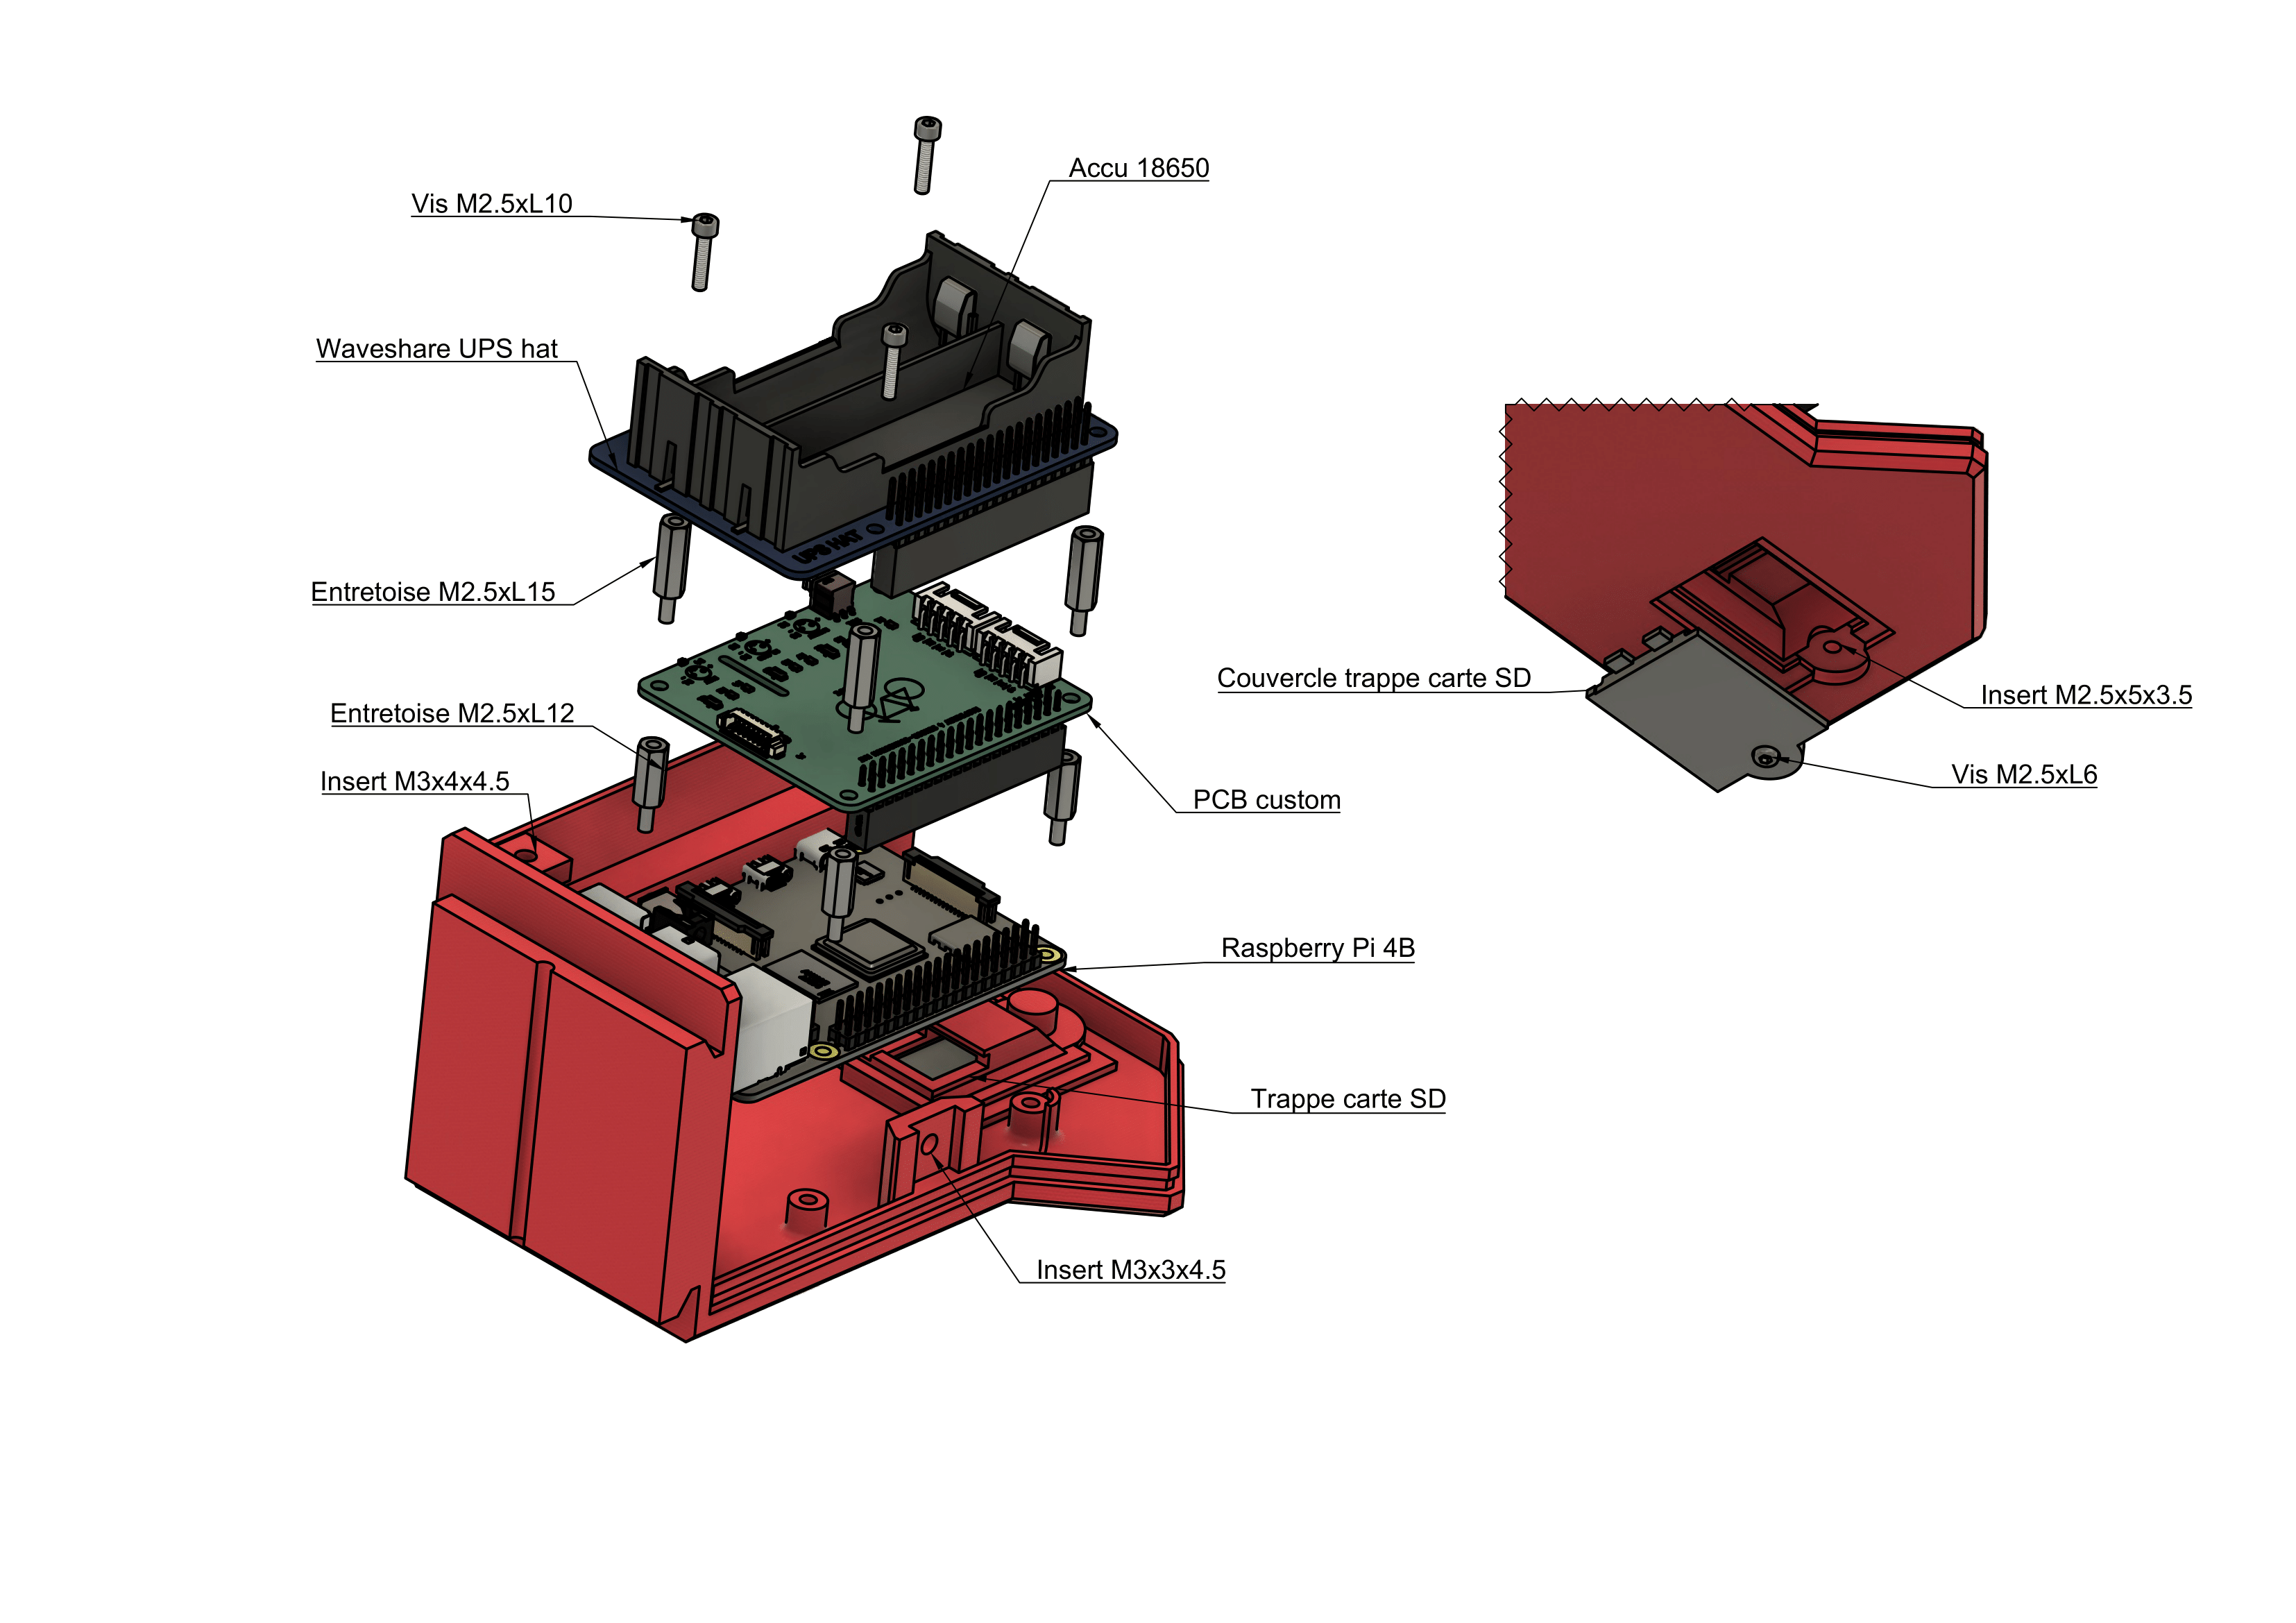 Accu 18650
Vis M2.5xL10
Waveshare UPS hat
UPS HAT
Entretoise M2.5xL15
Couvercle trappe carte SD
Insert M2.5x5x3.5
Entretoise M2.5xL12
Vis M2.5xL6
Insert M3x4x4.5
PCB custom
Raspberry Pi 4B
Trappe carte SD
Insert M3x3x4.5